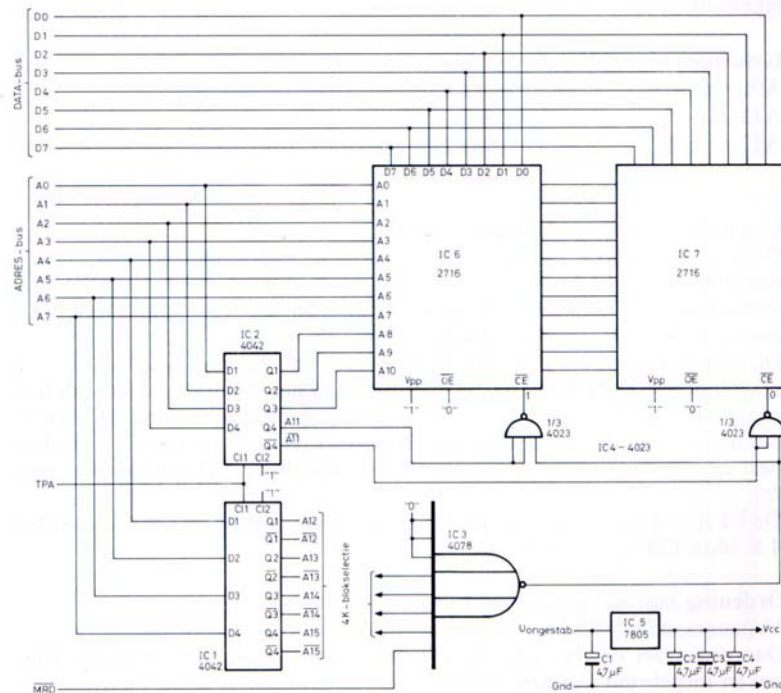 DATA-bus
D0
D1
D2
D3
D4
D5
D6
D7
D7 D6 D5 D4 D3 D2 D1 D0
ADRES-bus
A0
A1
A2
A3
A4
A5
A6
A7
A0
A1
A2
A3
A4
A5
A6
A7
A8
A9
A10
IC 6
2716
Vpp OE CE
"1" "0" 1
IC 7
2716
Vpp OE CE
"1" "0" 0
IC 2
4042
D1 Q1
D2 Q2
D3 Q3
D4 Q4 A11
Q4 A11
Cl1 Cl2
"1"
1/3
4023
IC4-4023
1/3
4023
TPA
"1"
Cl1 Cl2
D1 Q1 A12
Q1 A12
D2 Q2 A13
Q2 A13
D3 Q3 A14
Q3 A14
D4 Q4 A15
Q4 A15
IC 1
4042
4K-blokselectie
"0"
IC 3
4078
MRD
Vongestab
IC 5
7805
Vcc
C1
4,7µF
C2
4,7µF
C3
4,7µF
C4
4,7µF
Gnd
Gnd